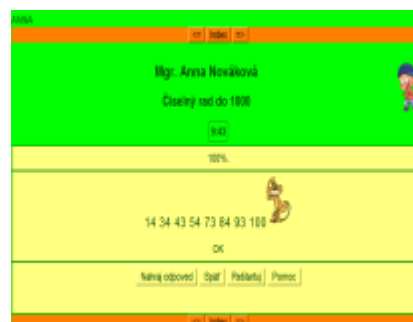 ANNA
<= Index =>
Mgr. Anna Nováková
Číselný rad do 1000
9:43
100%
14 34 43 54 73 84 93 100
OK
Nahraj odpoveď Späť Reštartuj Pomoc
<= Index =>